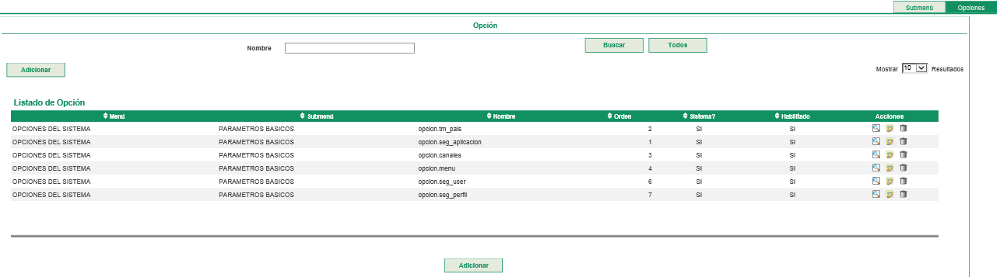 Submenú Opciones
Opción
Nombre Buscar Todos
Adicionar Mostrar 10 Resultados
Listado de Opción
Menú Submenú Nombre Orden Sistema? Habilitado Acciones
OPCIONES DEL SISTEMA PARAMETROS BASICOS opcion.tm_pais 2 SI SI
OPCIONES DEL SISTEMA PARAMETROS BASICOS opcion.seg_aplicacion 1 SI SI
OPCIONES DEL SISTEMA PARAMETROS BASICOS opcion.canales 3 SI SI
OPCIONES DEL SISTEMA PARAMETROS BASICOS opcion.menu 4 SI SI
OPCIONES DEL SISTEMA PARAMETROS BASICOS opcion.seg_user 6 SI SI
OPCIONES DEL SISTEMA PARAMETROS BASICOS opcion.seg_perfil 7 SI SI
Adicionar